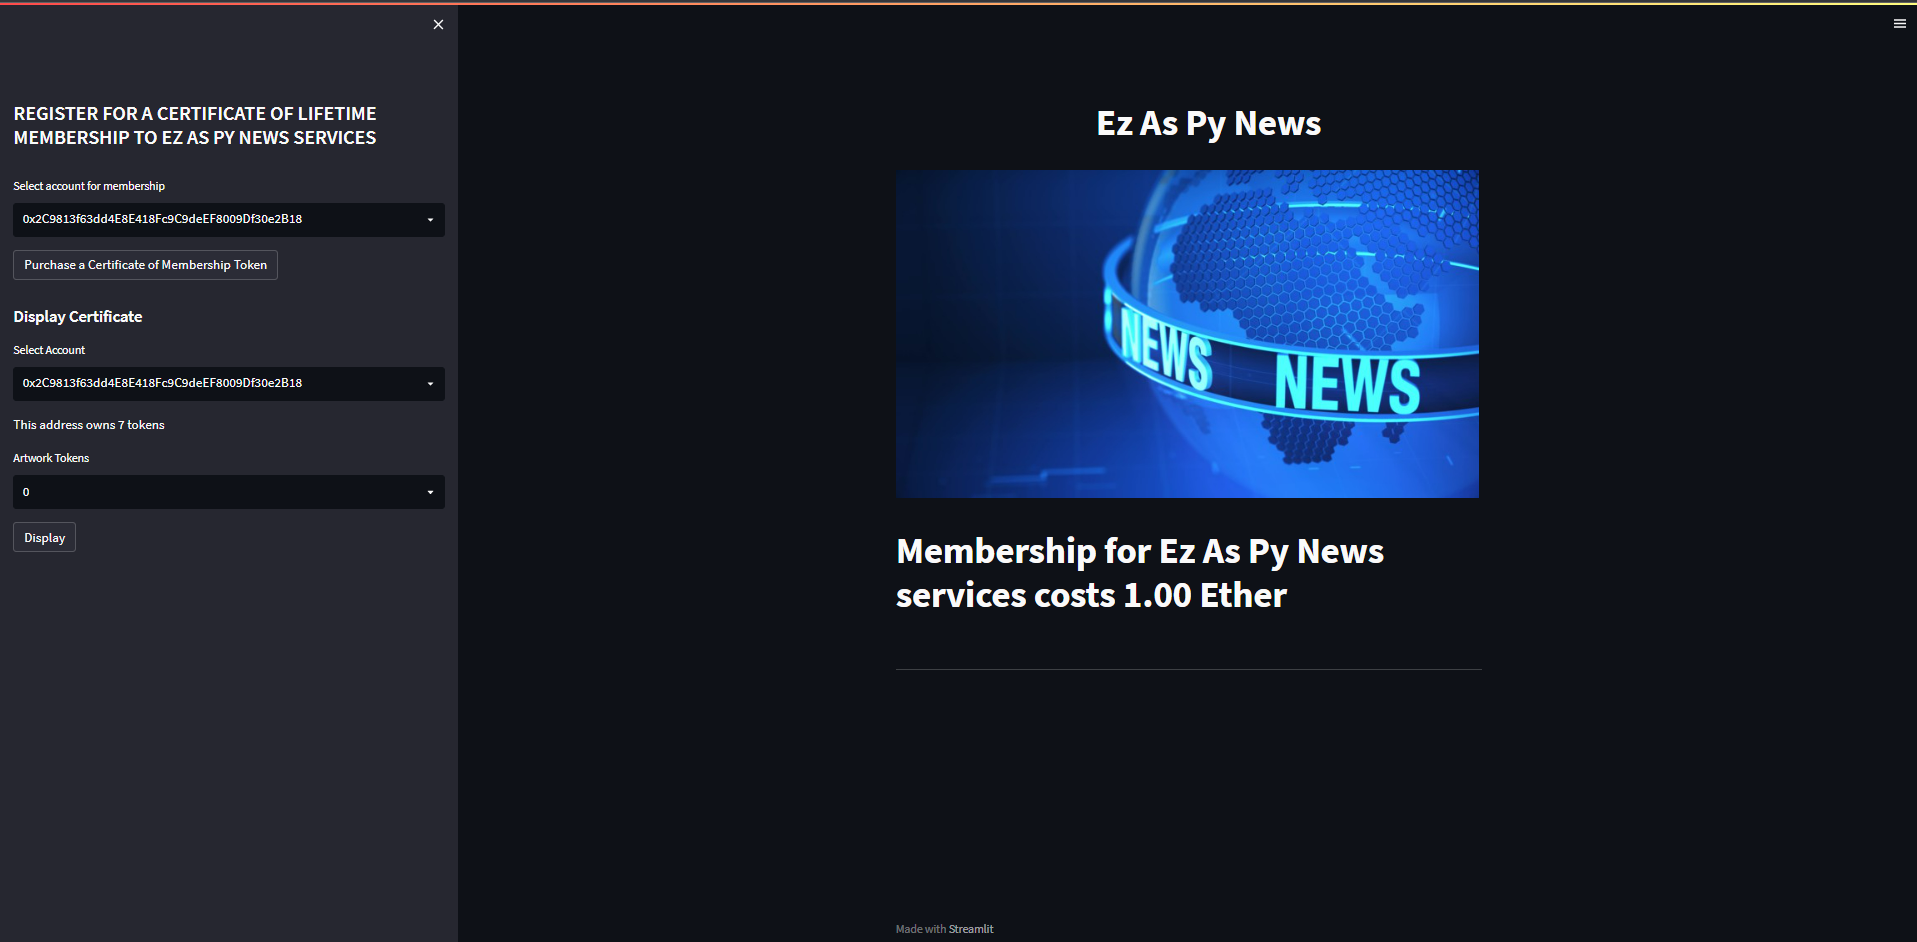 REGISTER FOR A CERTIFICATE OF LIFETIME
MEMBERSHIP TO EZ AS PY NEWS SERVICES
Select account for membership
0x2C9813f63dd4E8E418Fc9C9deEF8009Df30e2B18
Purchase a Certificate of Membership Token
Display Certificate
Select Account
0x2C9813f63dd4E8E418Fc9C9deEF8009Df30e2B18
This address owns 7 tokens
Artwork Tokens
0
Display
Ez As Py News
NEWS NEWS
Membership for Ez As Py News
services costs 1.00 Ether
Made with Streamlit